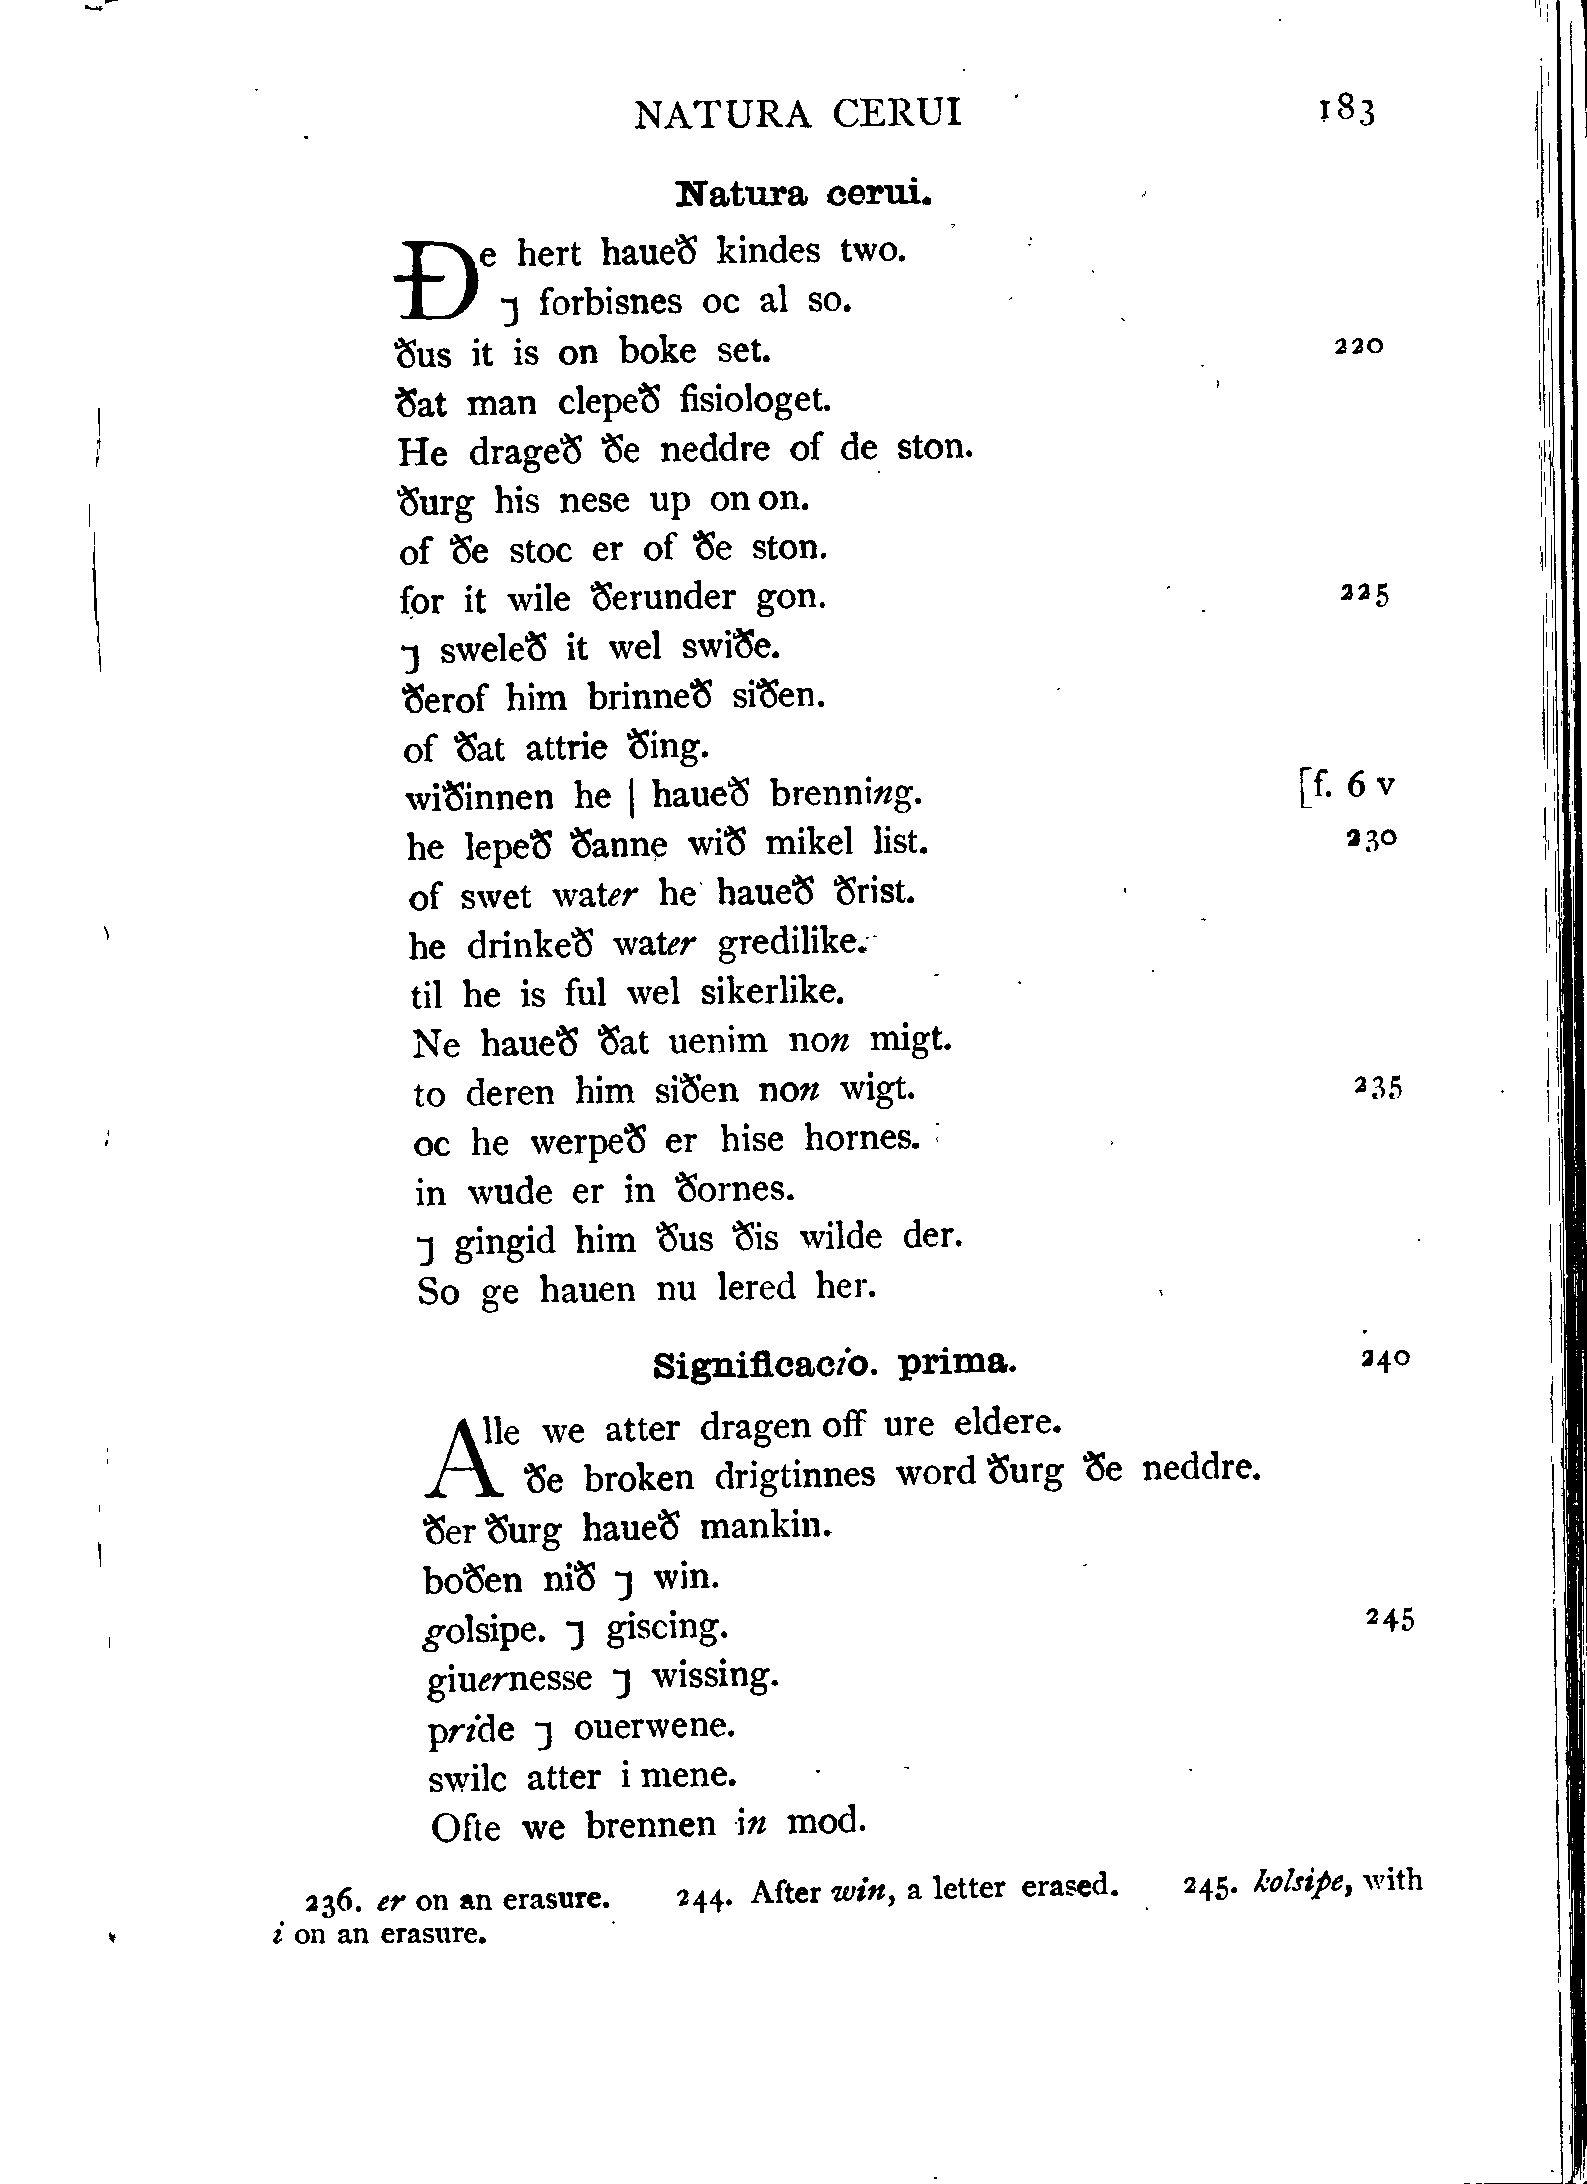 NATURA CERUI 183
Natura cerui.
Ðe hert haueð kindes two.
⁊ forbisnes oc al so.
ðus it is on boke set. 220
ðat man clepeð fisiologet.
He drageð ðe neddre of de ston.
ðurg his nese up on on.
of ðe stoc er of ðe ston.
for it wile ðerunder gon. 225
⁊ sweleð it wel swiðe.
ðerof him brinneð siðen.
of ðat attrie ðing.
wiðinnen he | haueð brenning. [f. 6 v
he lepeð ðanne wið mikel list. 230
of swet water he haueð ðrist.
he drinkeð water gredilike.
til he is ful wel sikerlike.
Ne haueð ðat uenim non migt.
to deren him siðen non wigt. 235
oc he werpeð er hise hornes.
in wude er in ðornes.
⁊ gingid him ðus ðis wilde der.
So ge hauen nu lered her.
Significacio. prima. 240
Alle we atter dragen off ure eldere.
ðe broken drigtinnes word ðurg ðe neddre.
ðer ðurg haueð mankin.
boðen nið ⁊ win.
golsipe. ⁊ giscing. 245
giuernesse ⁊ wissing.
pride ⁊ ouerwene.
swilc atter i mene.
Ofte we brennen in mod.
236. er on an erasure. 244. After win, a letter erased. 245. kolsipe, with
i on an erasure.